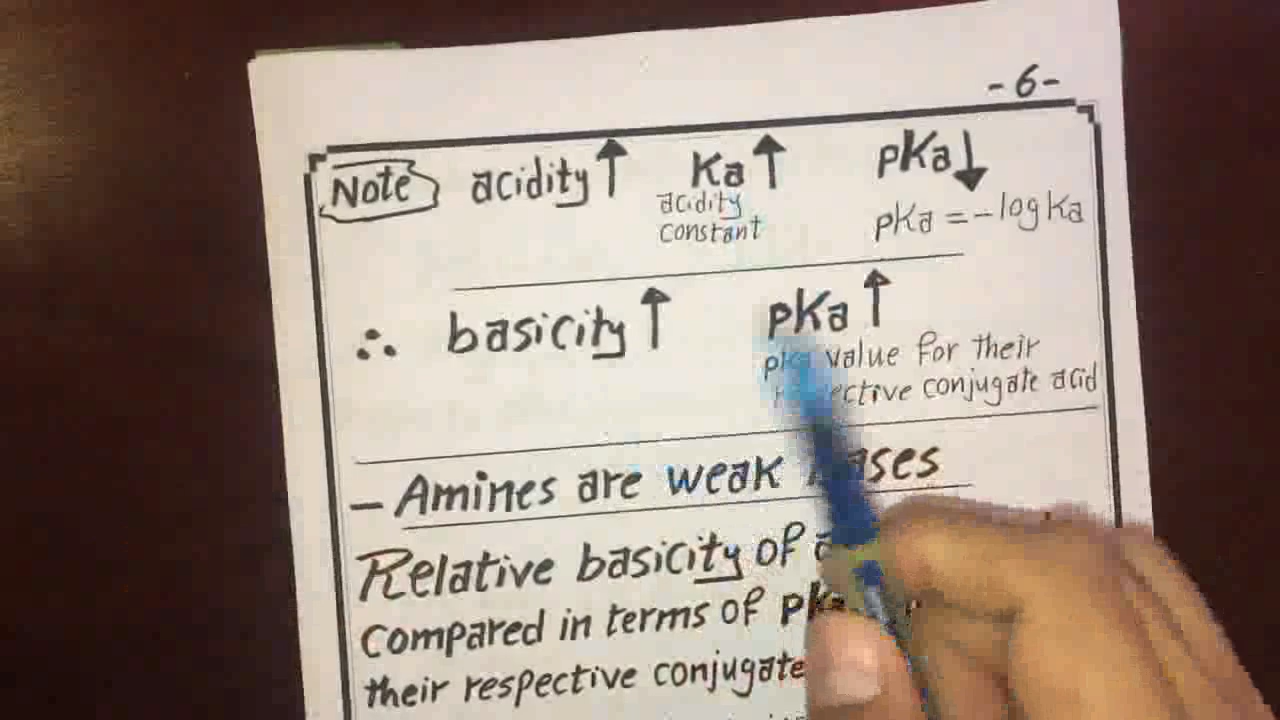 -6-
Note acidity↑ Ka↑ pKa↓
acidity
constant
pKa = -log Ka
∴ basicity↑ pKa↑
pKa value for their
conjugate acid
- Amines are weak
Relative basicity of
compared in terms of
their respective conjugate